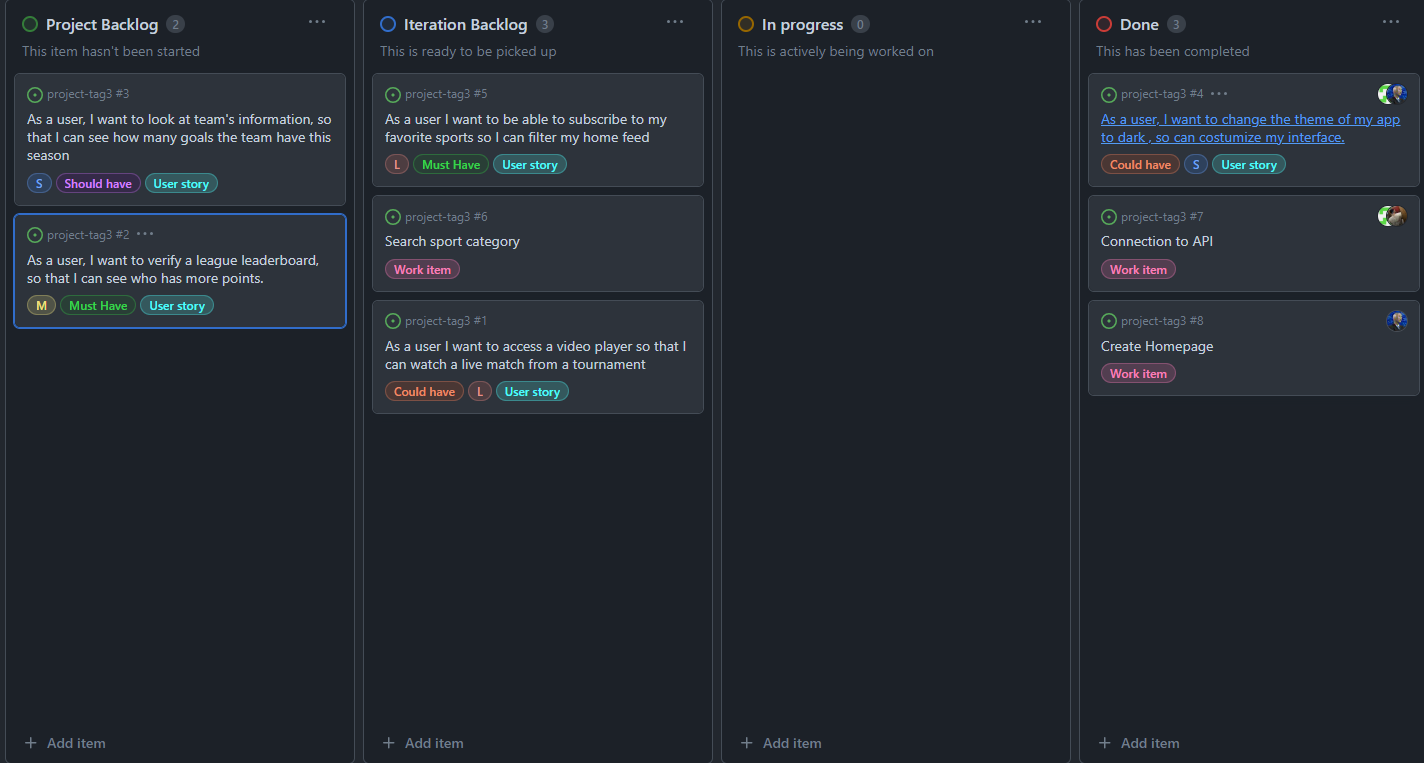 Project Backlog 2
This item hasn't been started
project-tag3 #3
As a user, I want to look at team's information, so
that I can see how many goals the team have this
season
S Should have User story
project-tag3 #2
As a user, I want to verify a league leaderboard,
so that I can see who has more points.
M Must Have User story
+ Add item
Iteration Backlog 3
This is ready to be picked up
project-tag3 #5
As a user I want to be able to subscribe to my
favorite sports so I can filter my home feed
L Must Have User story
project-tag3 #6
Search sport category
Work item
project-tag3 #1
As a user I want to access a video player so that I
can watch a live match from a tournament
Could have L User story
+ Add item
In progress 0
This is actively being worked on
+ Add item
Done 3
This has been completed
project-tag3 #4
As a user, I want to change the theme of my app
to dark , so can costumize my interface.
Could have S User story
project-tag3 #7
Connection to API
Work item
project-tag3 #8
Create Homepage
Work item
+ Add item